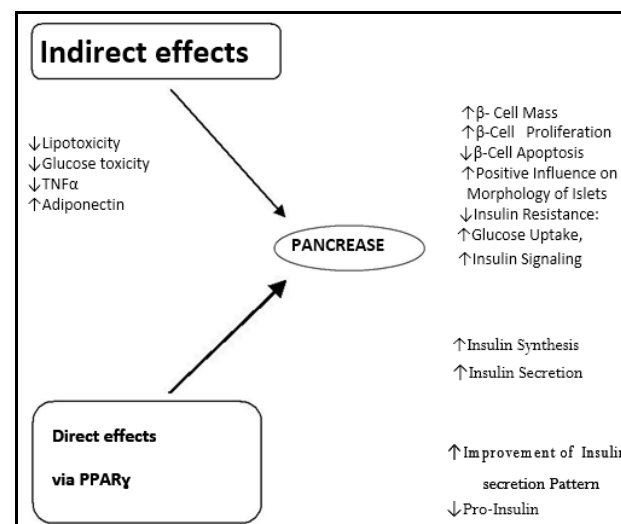 Indirect effects
↓Lipotoxicity
↓Glucose toxicity
↓TNFα
↑Adiponectin
PANCREASE
↑β- Cell Mass
↑β-Cell Proliferation
↓β-Cell Apoptosis
↑Positive Influence on
Morphology of Islets
↓Insulin Resistance:
↑Glucose Uptake,
↑Insulin Signaling
↑Insulin Synthesis
↑Insulin Secretion
Direct effects
via PPARγ
↑Improvement of Insulin
secretion Pattern
↓Pro-Insulin